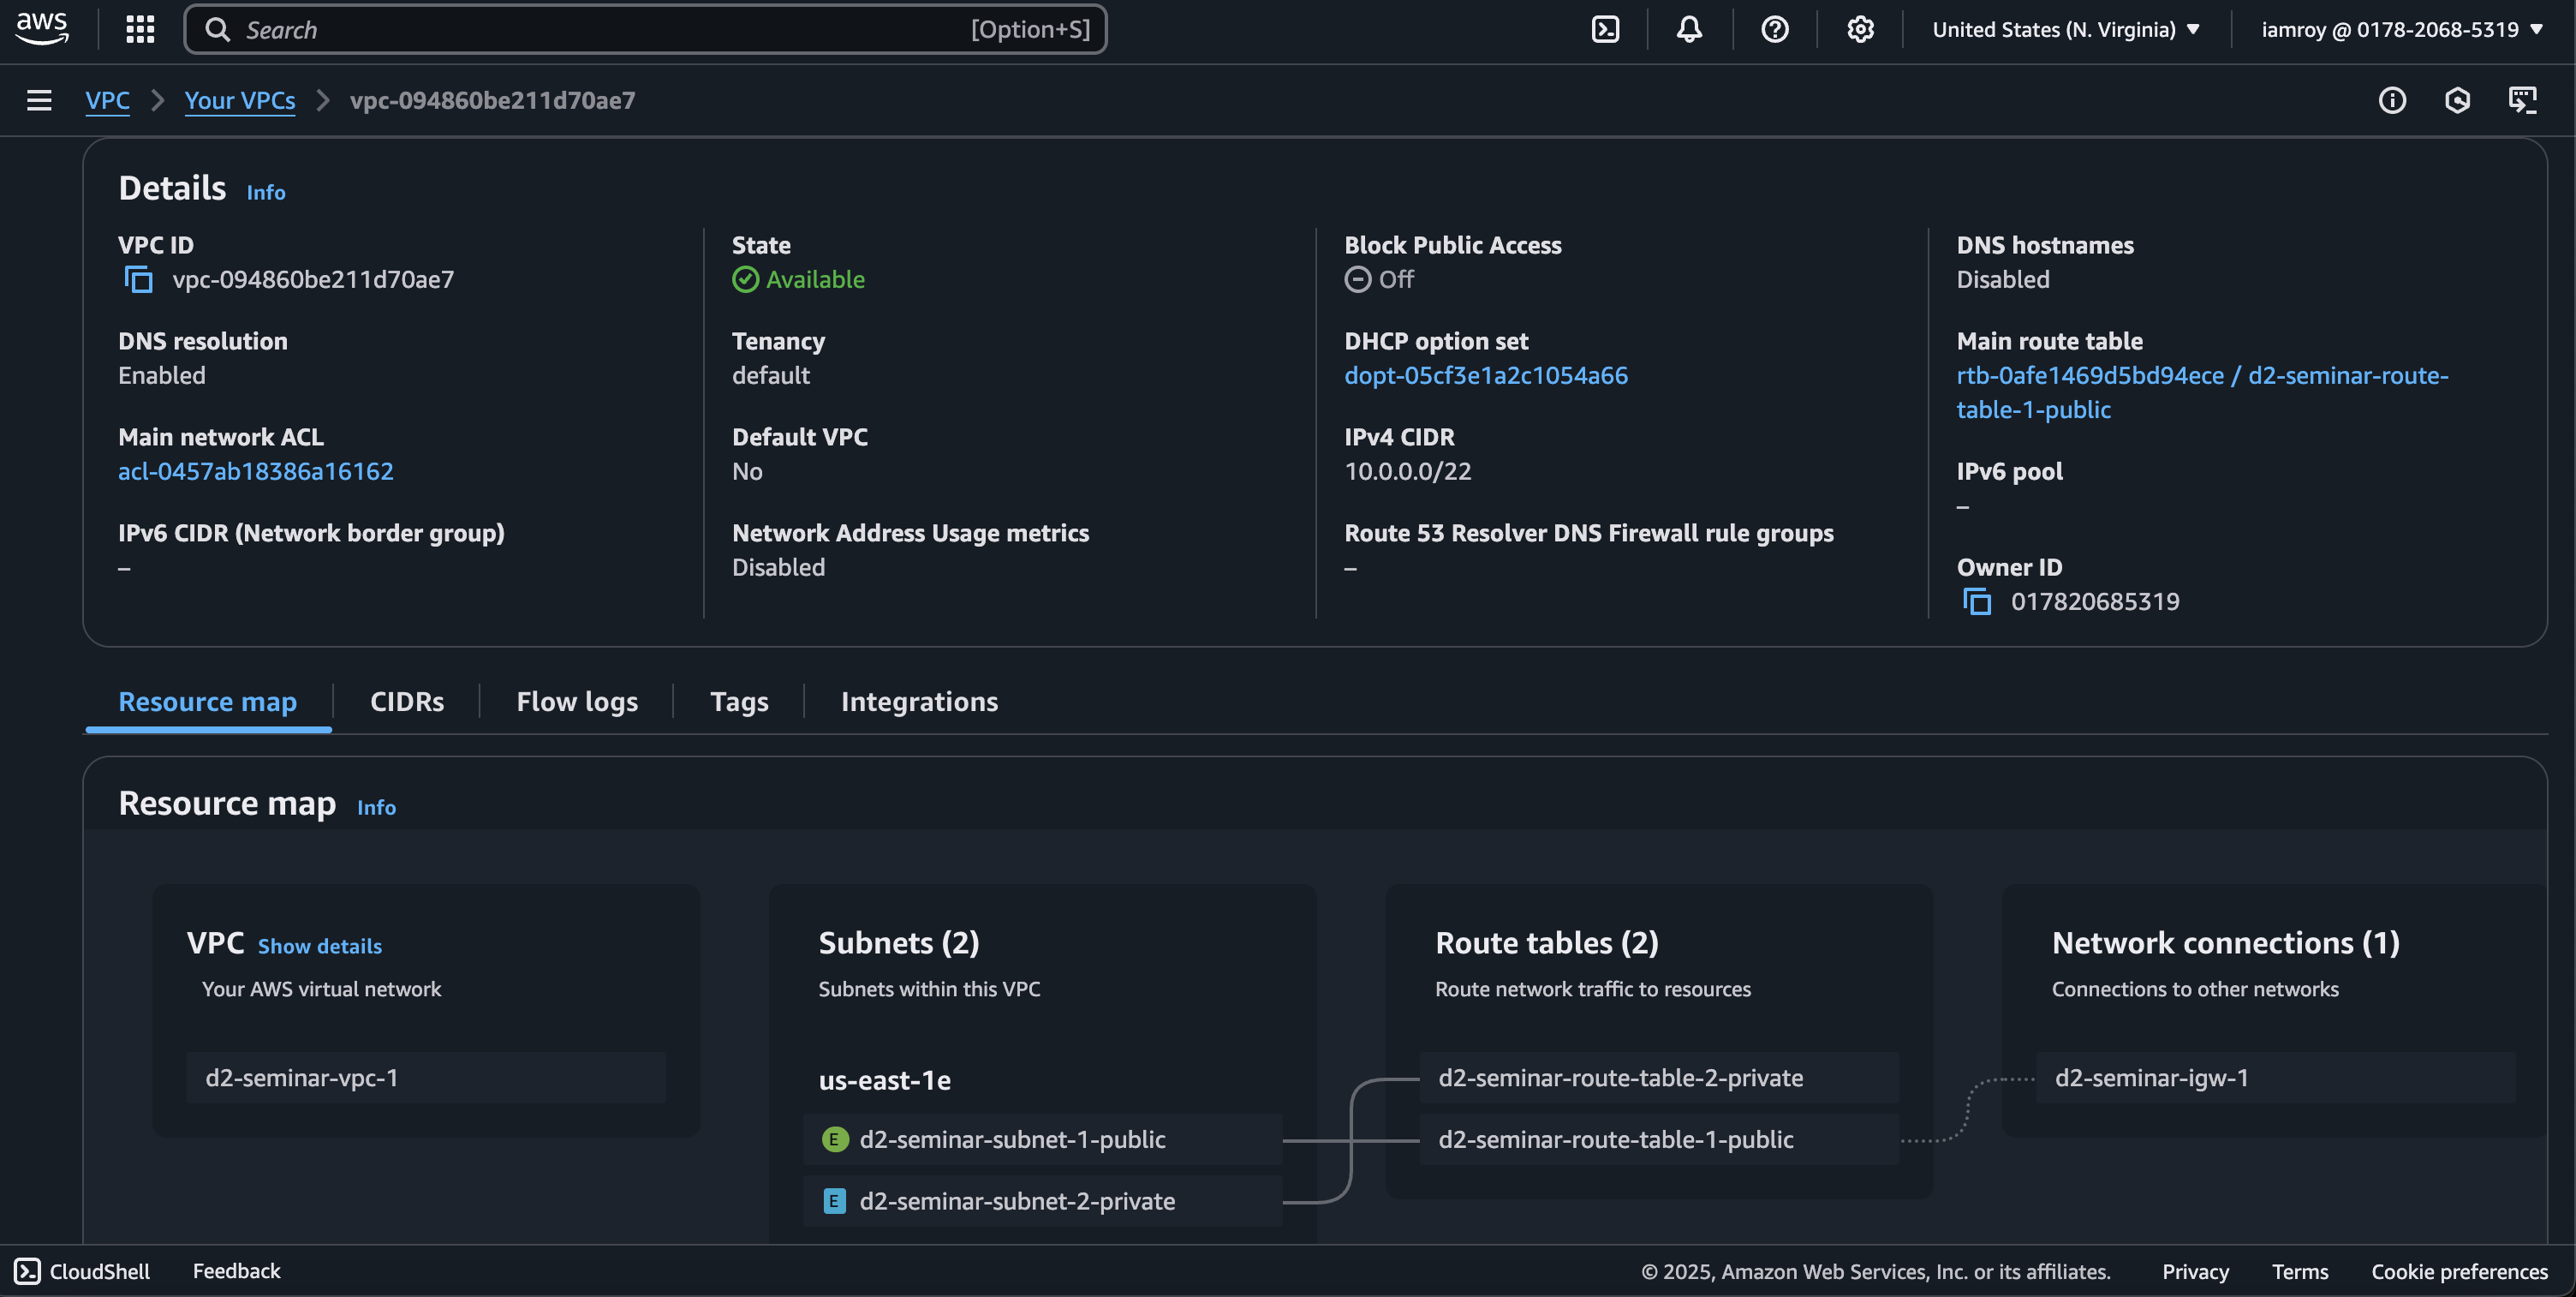 aws
Search
[Option+S]
United States (N. Virginia)
iamroy @ 0178-2068-5319
VPC
Your VPCs
vpc-094860be211d70ae7
Details
Info
VPC ID
vpc-094860be211d70ae7
State
Available
Block Public Access
Off
DNS hostnames
Disabled
DNS resolution
Enabled
Tenancy
default
DHCP option set
dopt-05cf3e1a2c1054a66
Main route table
rtb-0afe1469d5bd94ece / d2-seminar-route-
table-1-public
Main network ACL
acl-0457ab18386a16162
Default VPC
No
IPv4 CIDR
10.0.0.0/22
IPv6 pool
–
IPv6 CIDR (Network border group)
–
Network Address Usage metrics
Disabled
Route 53 Resolver DNS Firewall rule groups
–
Owner ID
017820685319
Resource map
CIDRs
Flow logs
Tags
Integrations
Resource map
Info
VPC
Show details
Your AWS virtual network
d2-seminar-vpc-1
Subnets (2)
Subnets within this VPC
us-east-1e
E
d2-seminar-subnet-1-public
E
d2-seminar-subnet-2-private
Route tables (2)
Route network traffic to resources
d2-seminar-route-table-2-private
d2-seminar-route-table-1-public
Network connections (1)
Connections to other networks
d2-seminar-igw-1
CloudShell
Feedback
© 2025, Amazon Web Services, Inc. or its affiliates.
Privacy
Terms
Cookie preferences